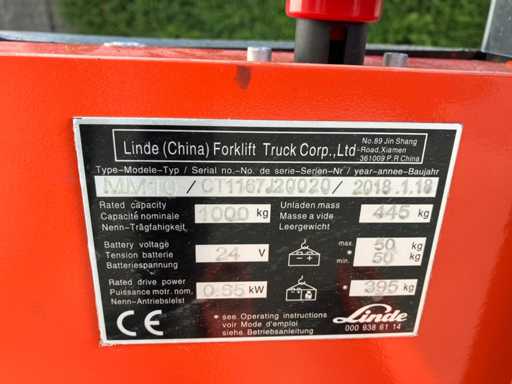 Linde (China) Forklift Truck Corp.,Ltd
No.89 Jin Shang
-Road,Xiamen
361009 P.R.China
Type-Modele-Typ / Serial no.-No. de serie-Serien-Nr / year-annee-Baujahr
MM10 / CT1167J20020 / 2018.1.18
Rated capacity
Capacité nominale
Nenn-Trägfahigkeit
1000 kg
Unladen mass
Masse a vide
Leergewicht
445 kg
Battery voltage
Tension batterie
Batteriespannung
24 V
max. 50 kg
* min. 50 kg
Rated drive power
Puissance motr. nom.
Nenn-Antriebsleist
0.65 kW
* 395 kg
CE
* see Operating instructions
voir Mode d'emploi
siehe Betriebsanleitung
Linde
000 938 61 14